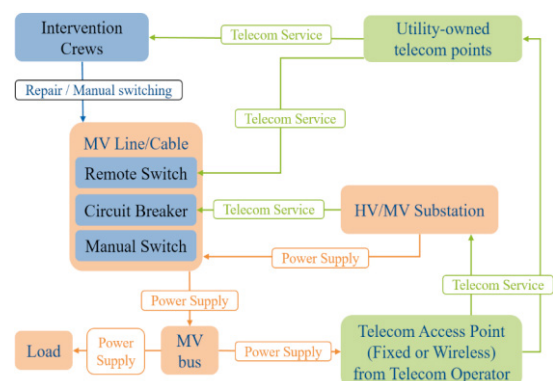 Intervention
Crews
Telecom Service
Utility-owned
telecom points
Repair / Manual switching
Telecom
Service
MV Line/Cable
Remote Switch
Circuit Breaker
Telecom Service
HV/MV Substation
Manual Switch
Power Supply
Power Supply
Telecom Service
Load
Power
Supply
MV
bus
Power Supply
Telecom Access Point
(Fixed or Wireless)
from Telecom Operator